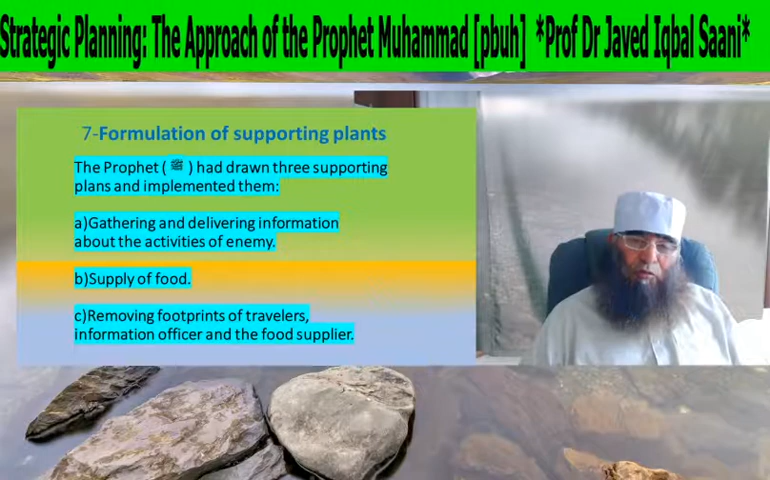 Strategic Planning: The Approach of the Prophet Muhammad [pbuh] *Prof Dr Javed Iqbal Saani*
7-Formulation of supporting plants
The Prophet ( ﷺ ) had drawn three supporting
plans and implemented them:
a)Gathering and delivering information
about the activities of enemy.
b)Supply of food.
c)Removing footprints of travelers,
information officer and the food supplier.